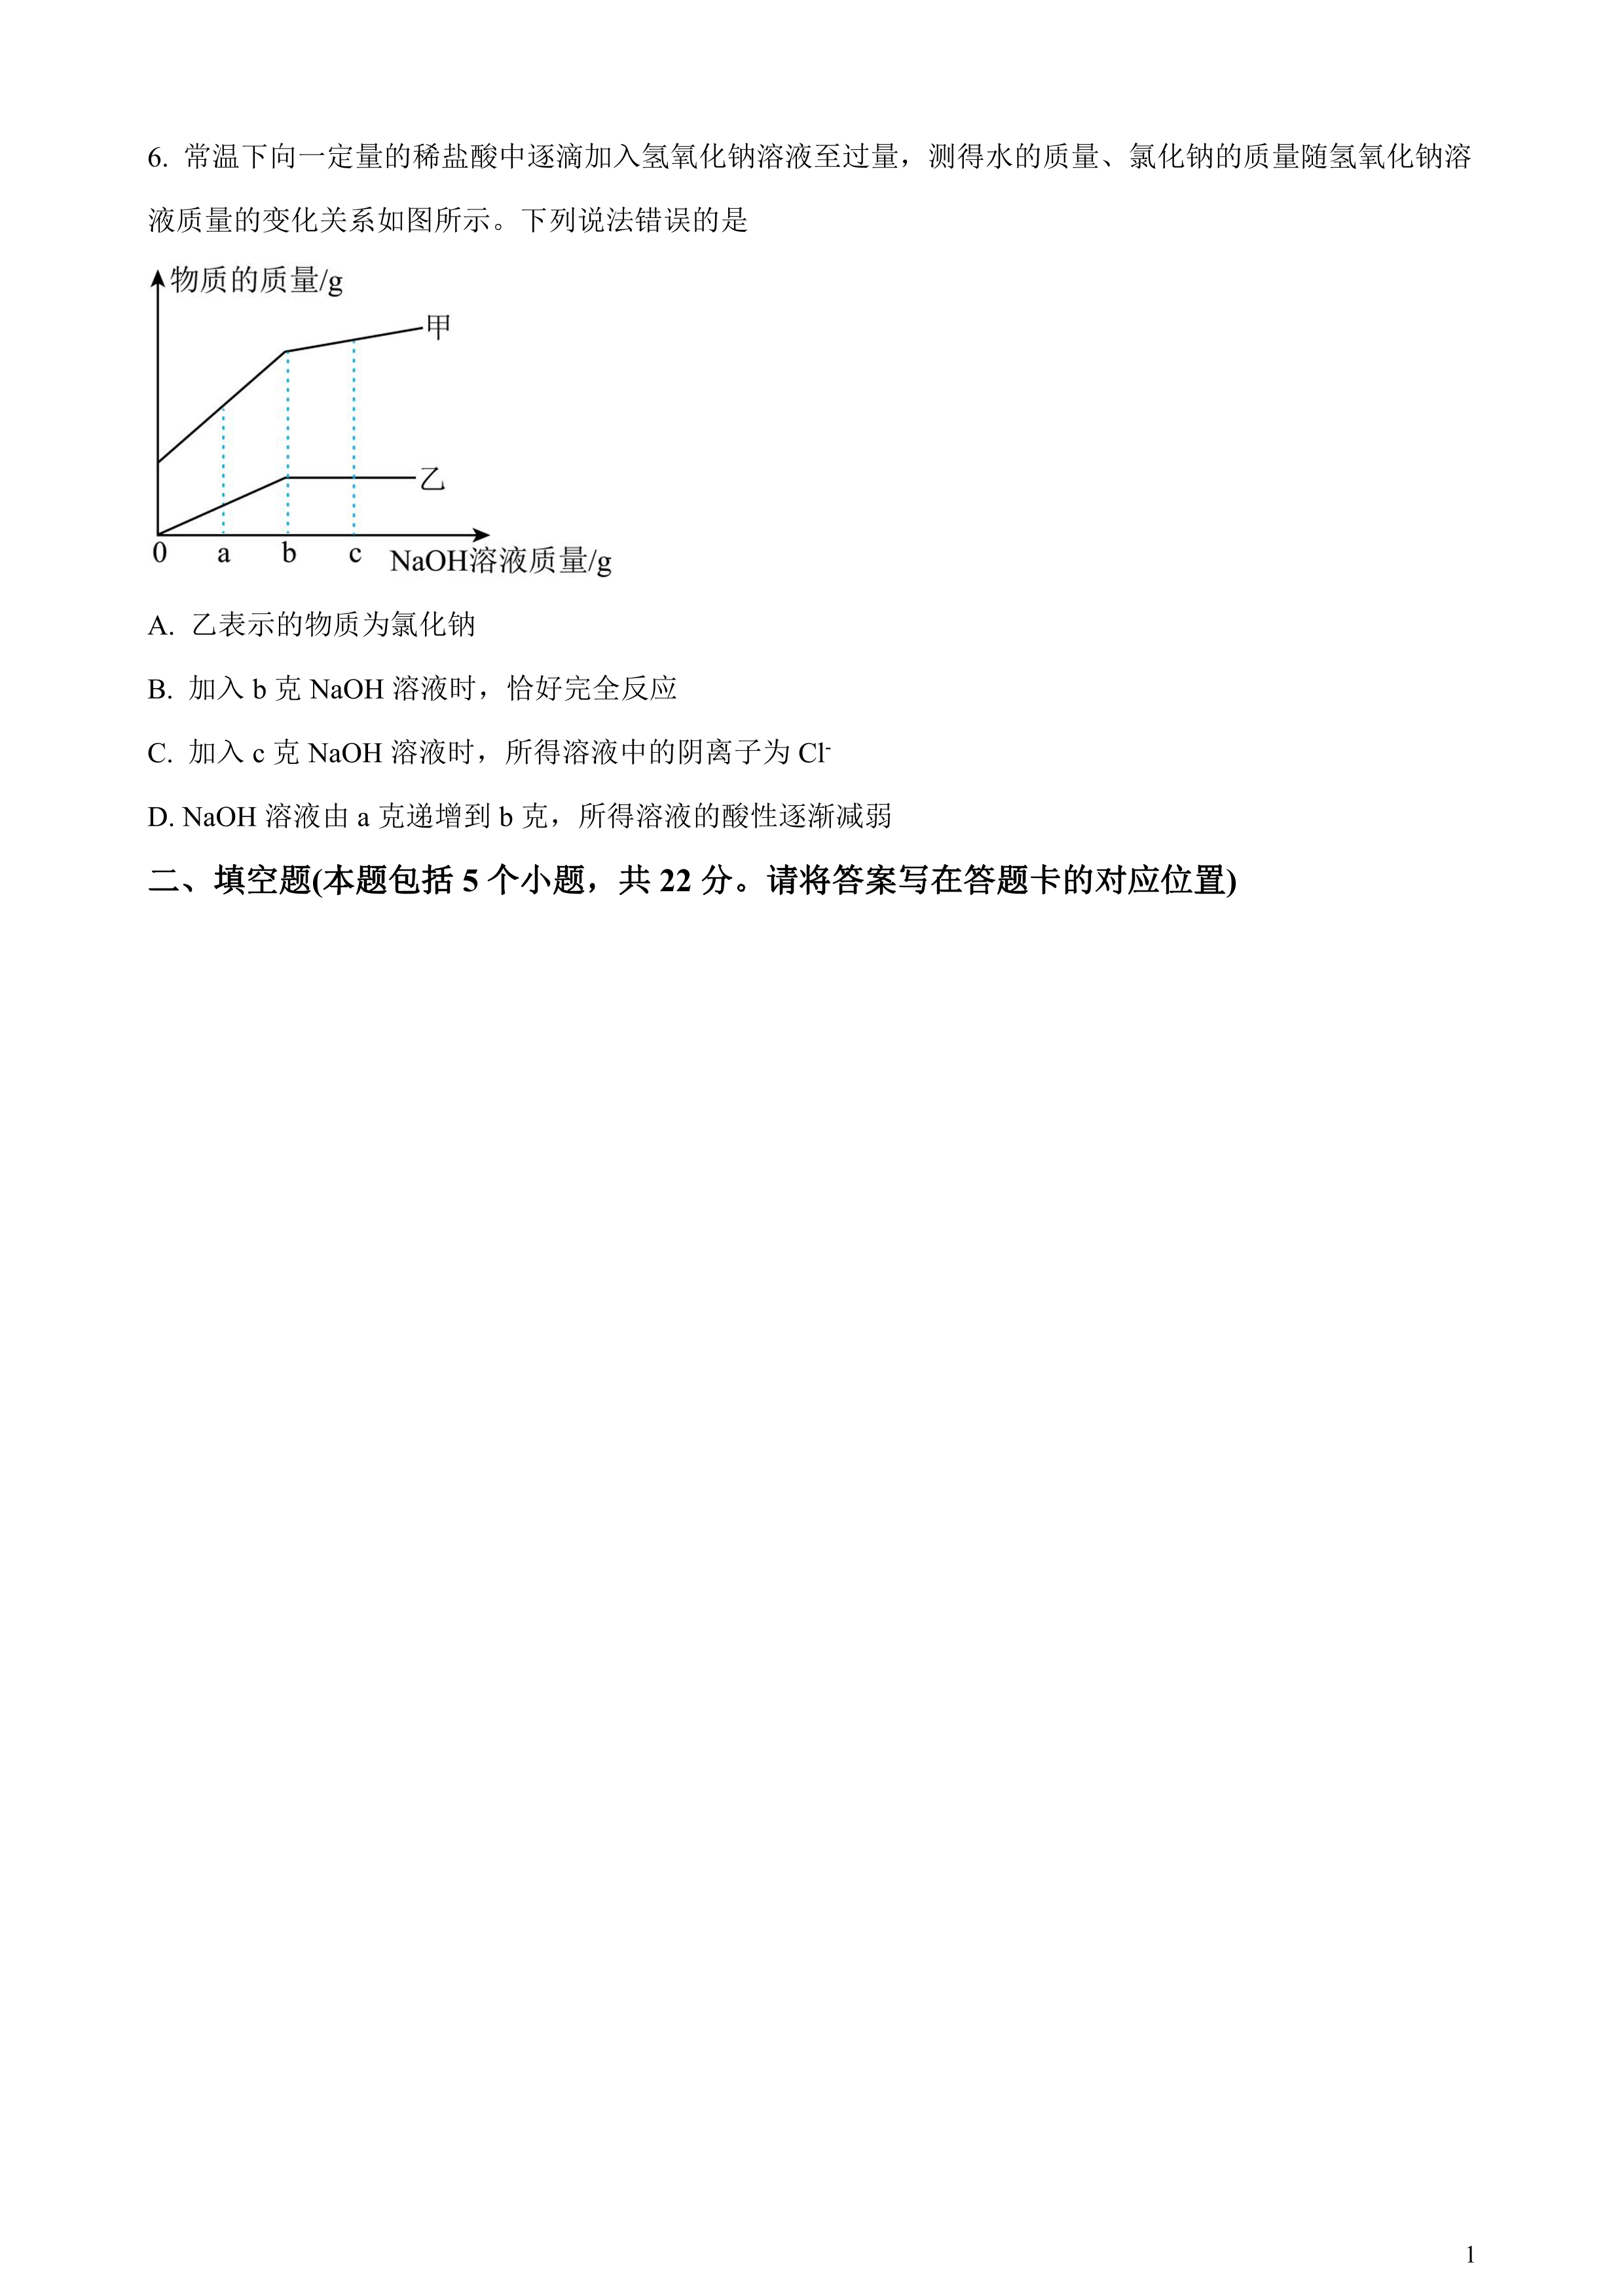 6. 常温下向一定量的稀盐酸中逐滴加入氢氧化钠溶液至过量，测得水的质量、氯化钠的质量随氢氧化钠溶
液质量的变化关系如图所示。下列说法错误的是
物质的质量/g
甲
乙
0 a b c NaOH溶液质量/g
A. 乙表示的物质为氯化钠
B. 加入 b 克 NaOH 溶液时，恰好完全反应
C. 加入 c 克 NaOH 溶液时，所得溶液中的阴离子为 Cl⁻
D. NaOH 溶液由 a 克递增到 b 克，所得溶液的酸性逐渐减弱
二、填空题(本题包括 5 个小题，共 22 分。请将答案写在答题卡的对应位置)
1